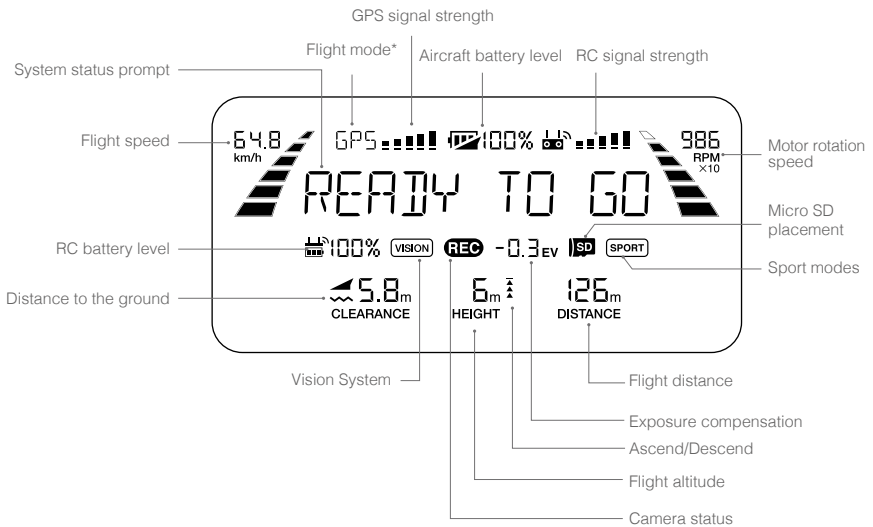 GPS signal strength
Flight mode*
Aircraft battery level
RC signal strength
System status prompt
Flight speed
64.8
km/h
GPS
100%
986
RPM
×10
Motor rotation
speed
READY TO GO
Micro SD
placement
RC battery level
100%
VISION
REC
-0.3 EV
SD
SPORT
Sport modes
Distance to the ground
5.8m
CLEARANCE
6m
HEIGHT
126m
DISTANCE
Vision System
Flight distance
Exposure compensation
Ascend/Descend
Flight altitude
Camera status